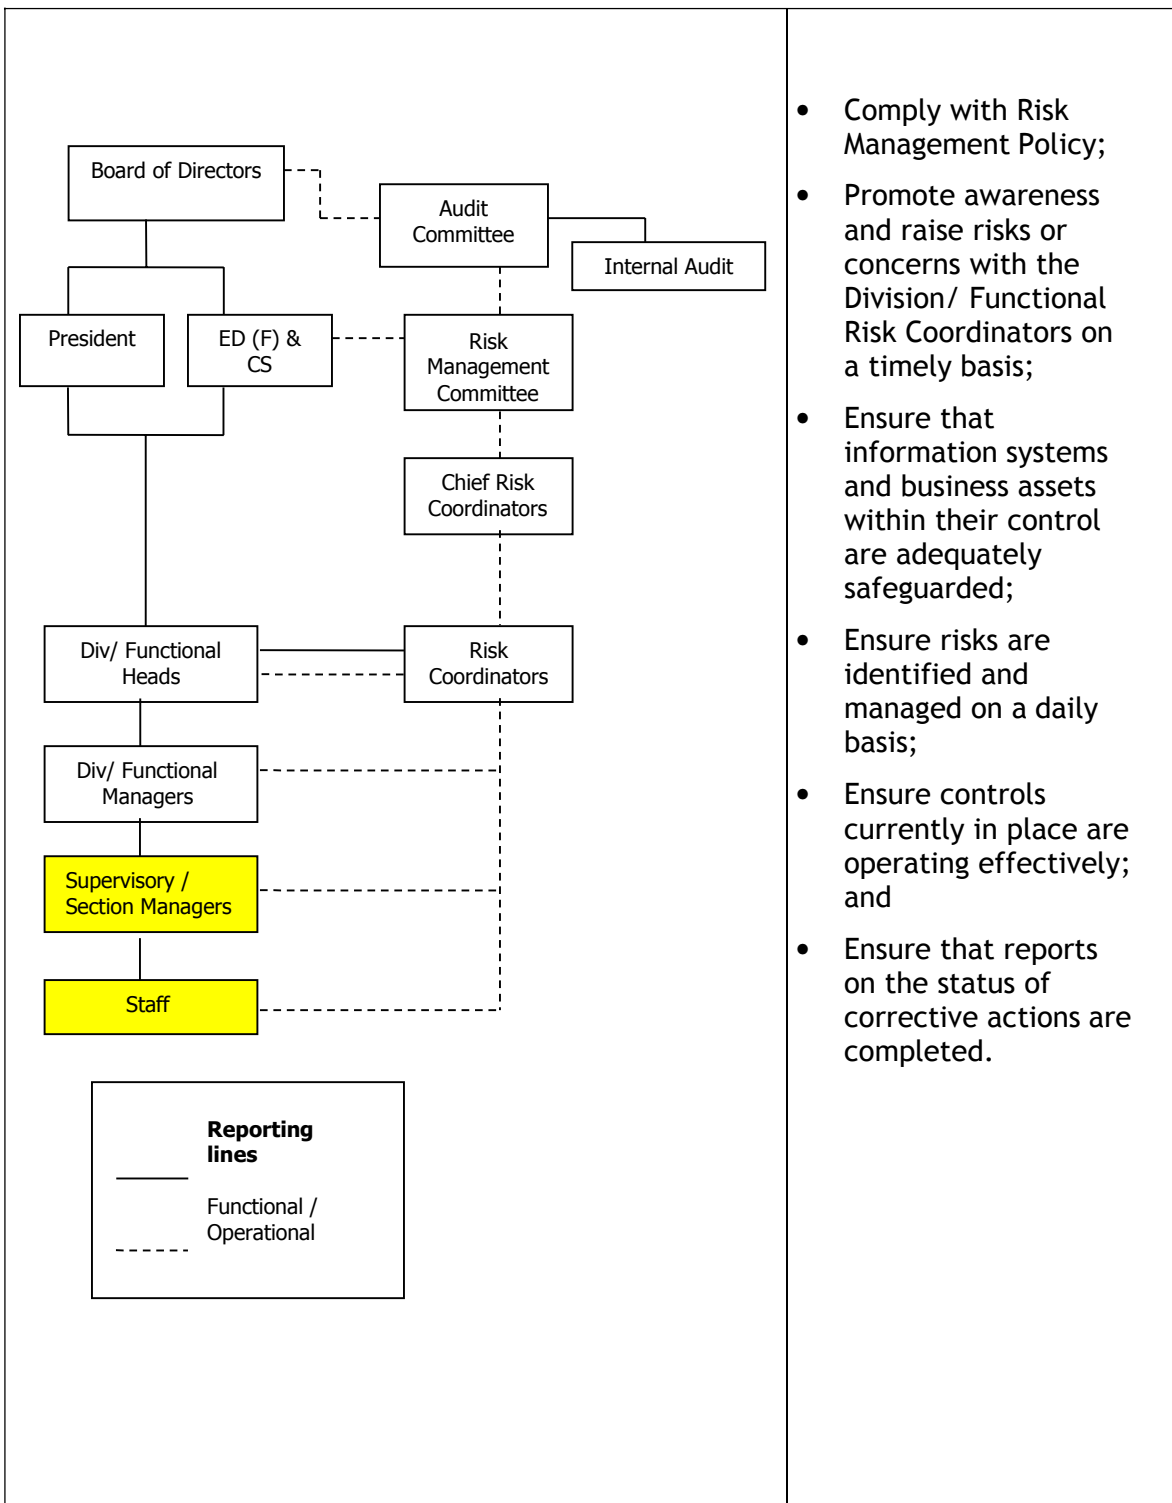 Board of Directors
Audit
Committee
Internal Audit
President
ED (F) &
CS
Risk
Management
Committee
Chief Risk
Coordinators
Div/ Functional
Heads
Risk
Coordinators
Div/ Functional
Managers
Supervisory /
Section Managers
Staff
Reporting
lines
Functional /
Operational
• Comply with Risk
Management Policy;
• Promote awareness
and raise risks or
concerns with the
Division/ Functional
Risk Coordinators on
a timely basis;
• Ensure that
information systems
and business assets
within their control
are adequately
safeguarded;
• Ensure risks are
identified and
managed on a daily
basis;
• Ensure controls
currently in place are
operating effectively;
and
• Ensure that reports
on the status of
corrective actions are
completed.